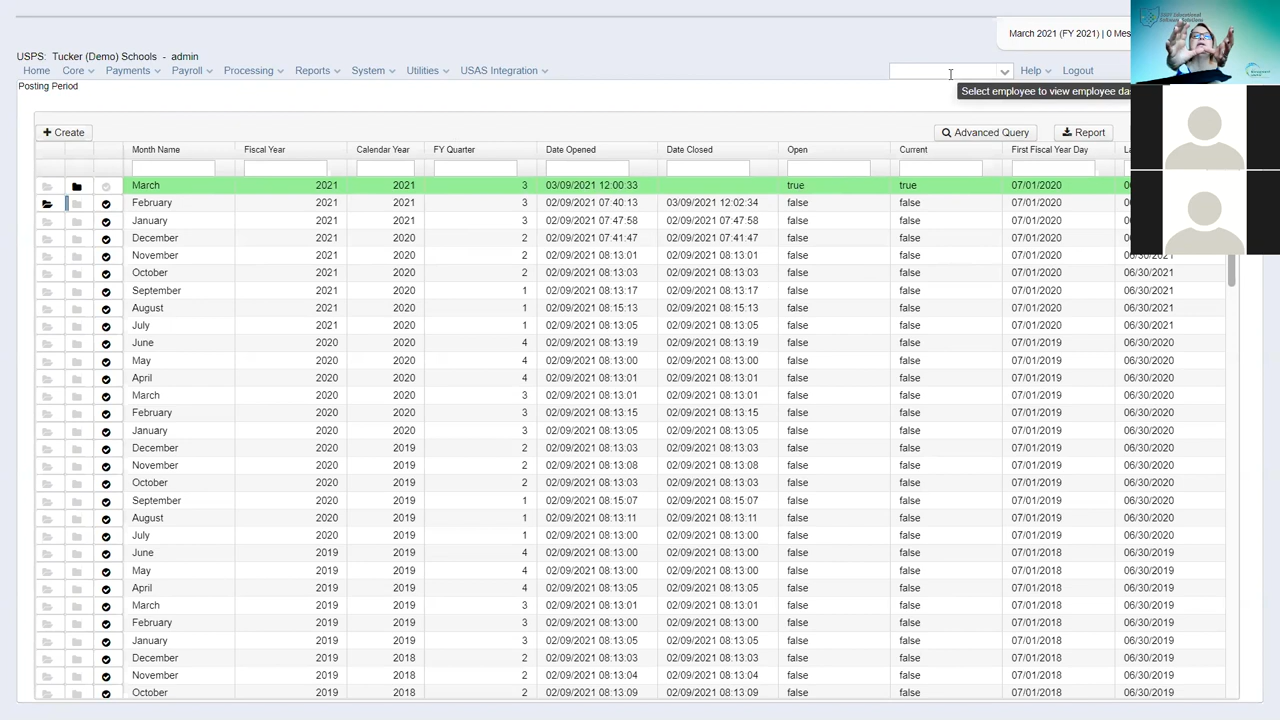 March 2021 (FY 2021) | 0 Mes
USPS: Tucker (Demo) Schools - admin
Home Core Payments Payroll Processing Reports System Utilities USAS Integration Help Logout
Posting Period
Select employee to view employee das
Create Advanced Query Report
Month Name Fiscal Year Calendar Year FY Quarter Date Opened Date Closed Open Current First Fiscal Year Day La
March 2021 2021 3 03/09/2021 12:00:33 true true 07/01/2020 0
February 2021 2021 3 02/09/2021 07:40:13 03/09/2021 12:02:34 false false 07/01/2020 0
January 2021 2021 3 02/09/2021 07:47:58 02/09/2021 07:47:58 false false 07/01/2020 0
December 2021 2020 2 02/09/2021 07:41:47 02/09/2021 07:41:47 false false 07/01/2020 0
November 2021 2020 2 02/09/2021 08:13:01 02/09/2021 08:13:01 false false 07/01/2020 06/30/2021
October 2021 2020 2 02/09/2021 08:13:03 02/09/2021 08:13:03 false false 07/01/2020 06/30/2021
September 2021 2020 1 02/09/2021 08:13:17 02/09/2021 08:13:17 false false 07/01/2020 06/30/2021
August 2021 2020 1 02/09/2021 08:15:13 02/09/2021 08:15:13 false false 07/01/2020 06/30/2021
July 2021 2020 1 02/09/2021 08:13:05 02/09/2021 08:13:05 false false 07/01/2020 06/30/2021
June 2020 2020 4 02/09/2021 08:13:19 02/09/2021 08:13:19 false false 07/01/2019 06/30/2020
May 2020 2020 4 02/09/2021 08:13:00 02/09/2021 08:13:00 false false 07/01/2019 06/30/2020
April 2020 2020 4 02/09/2021 08:13:01 02/09/2021 08:13:01 false false 07/01/2019 06/30/2020
March 2020 2020 3 02/09/2021 08:13:01 02/09/2021 08:13:01 false false 07/01/2019 06/30/2020
February 2020 2020 3 02/09/2021 08:13:15 02/09/2021 08:13:15 false false 07/01/2019 06/30/2020
January 2020 2020 3 02/09/2021 08:13:05 02/09/2021 08:13:05 false false 07/01/2019 06/30/2020
December 2020 2019 2 02/09/2021 08:13:03 02/09/2021 08:13:03 false false 07/01/2019 06/30/2020
November 2020 2019 2 02/09/2021 08:13:08 02/09/2021 08:13:08 false false 07/01/2019 06/30/2020
October 2020 2019 2 02/09/2021 08:13:03 02/09/2021 08:13:03 false false 07/01/2019 06/30/2020
September 2020 2019 1 02/09/2021 08:15:07 02/09/2021 08:15:07 false false 07/01/2019 06/30/2020
August 2020 2019 1 02/09/2021 08:13:11 02/09/2021 08:13:11 false false 07/01/2019 06/30/2020
July 2020 2019 1 02/09/2021 08:13:00 02/09/2021 08:13:00 false false 07/01/2019 06/30/2020
June 2019 2019 4 02/09/2021 08:13:00 02/09/2021 08:13:00 false false 07/01/2018 06/30/2019
May 2019 2019 4 02/09/2021 08:13:00 02/09/2021 08:13:00 false false 07/01/2018 06/30/2019
April 2019 2019 4 02/09/2021 08:13:05 02/09/2021 08:13:05 false false 07/01/2018 06/30/2019
March 2019 2019 3 02/09/2021 08:13:01 02/09/2021 08:13:01 false false 07/01/2018 06/30/2019
February 2019 2019 3 02/09/2021 08:13:00 02/09/2021 08:13:00 false false 07/01/2018 06/30/2019
January 2019 2019 3 02/09/2021 08:13:05 02/09/2021 08:13:05 false false 07/01/2018 06/30/2019
December 2019 2018 2 02/09/2021 08:13:03 02/09/2021 08:13:03 false false 07/01/2018 06/30/2019
November 2019 2018 2 02/09/2021 08:13:04 02/09/2021 08:13:04 false false 07/01/2018 06/30/2019
October 2019 2018 2 02/09/2021 08:13:09 02/09/2021 08:13:09 false false 07/01/2018 06/30/2019